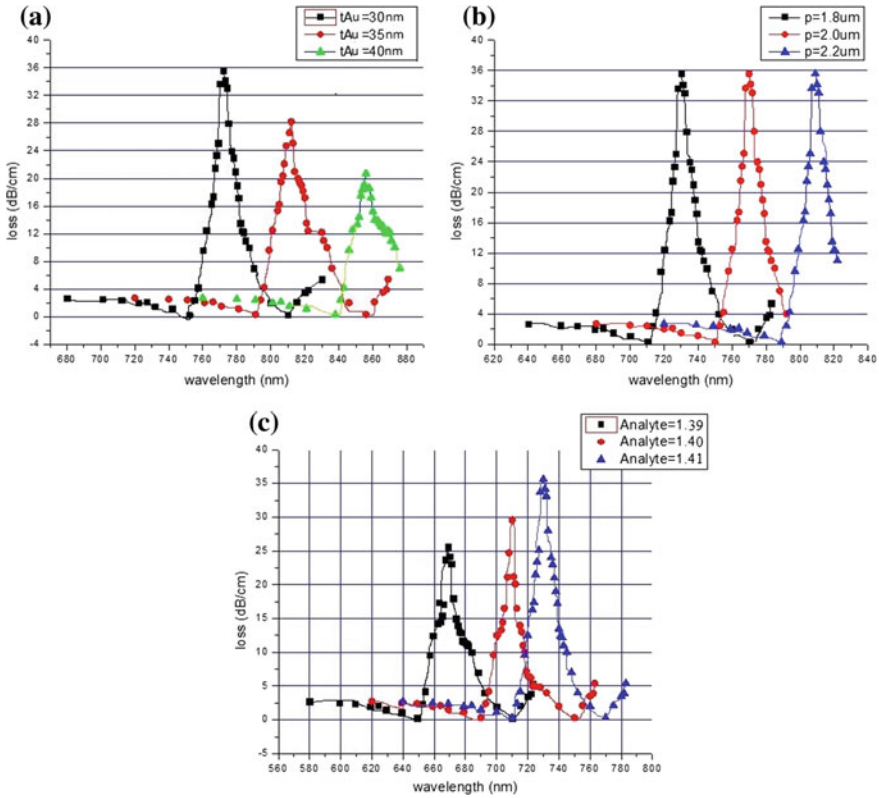 (a)
tAu=30nm
tAu=35nm
tAu=40nm
36
32
28
24
20
16
12
8
4
0
-4
loss (dB/cm)
680 700 720 740 760 780 800 820 840 860 880
wavelength (nm)
(b)
p=1.8um
p=2.0um
p=2.2um
36
32
28
24
20
16
12
8
4
0
loss (dB/cm)
620 640 660 680 700 720 740 760 780 800 820 840
wavelength (nm)
(c)
Analyte=1.39
Analyte=1.40
Analyte=1.41
40
35
30
25
20
15
10
5
0
-5
loss (dB/cm)
560 580 600 620 640 660 680 700 720 740 760 780 800
wavelength (nm)